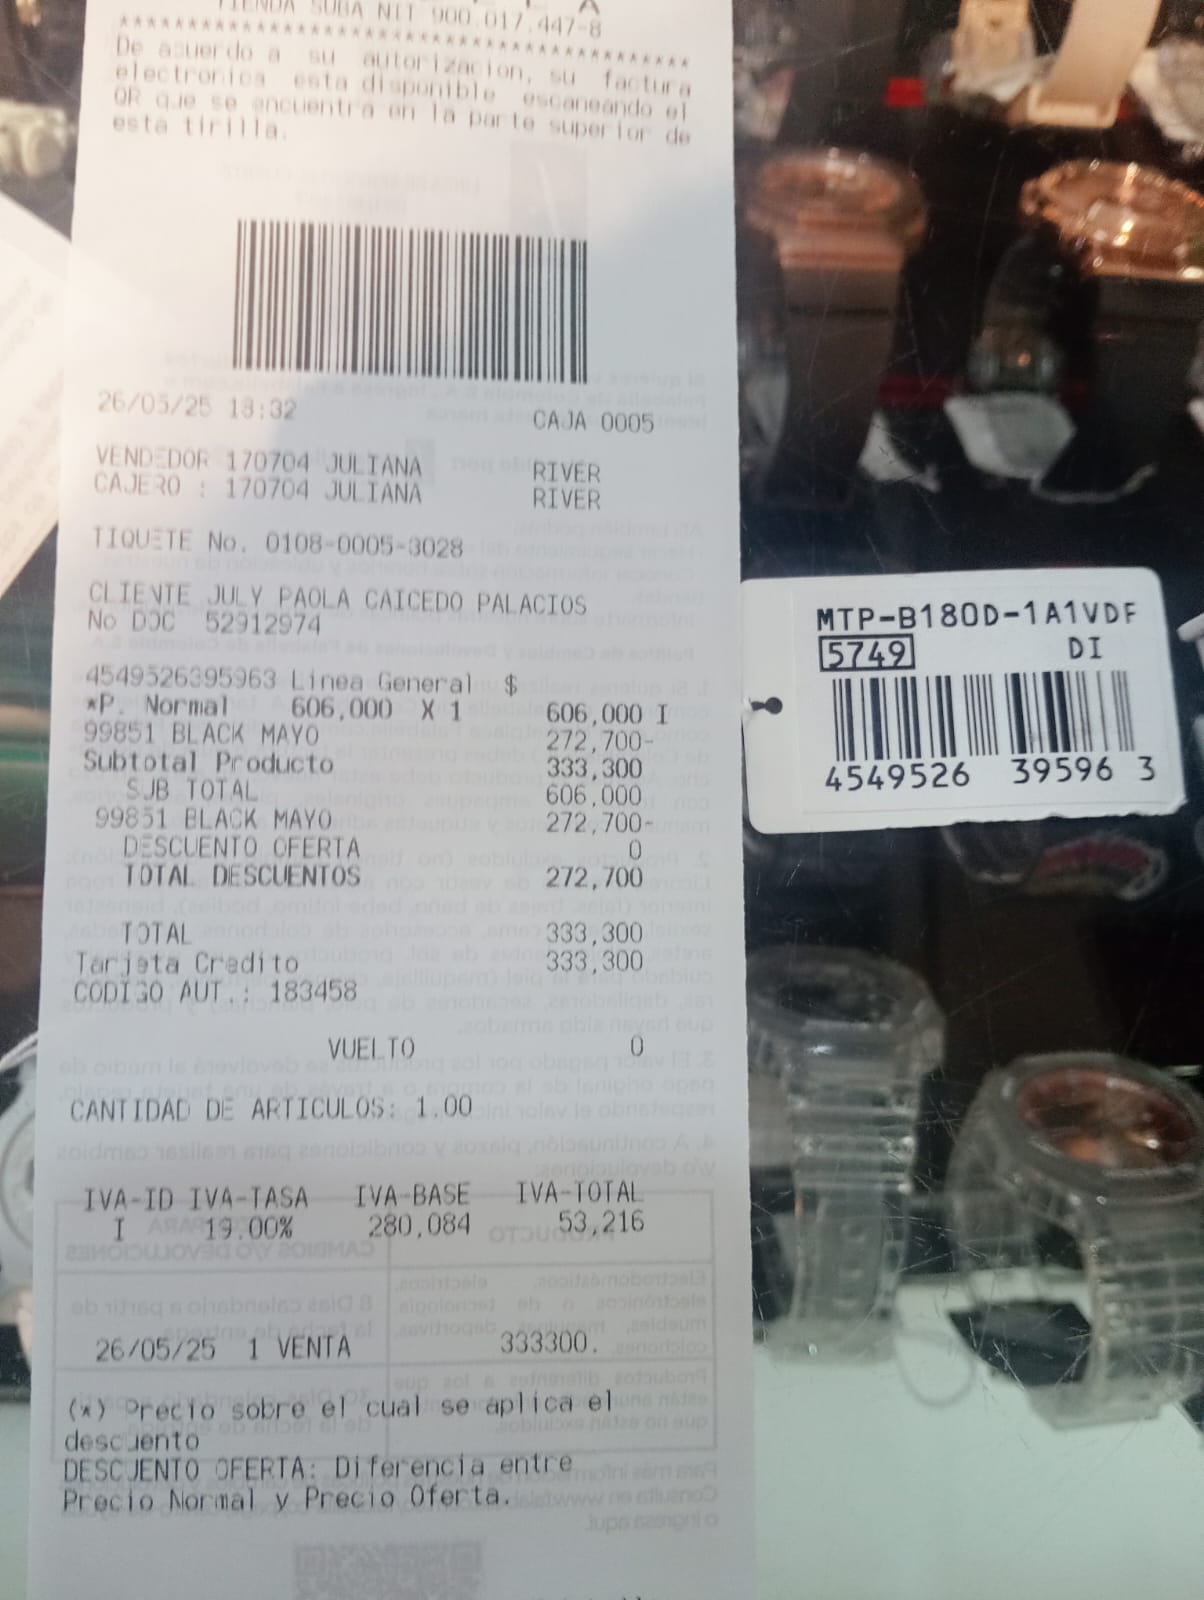 TIENDA SUBA NIT 900.017.447-8
****************************************
De acuerdo a su autorizacion, su factura
electronica esta disponible escaneando el
QR que se encuentra en la parte superior de
esta tirilla.
26/05/25 18:32 CAJA 0005
VENDEDOR 170704 JULIANA RIVER
CAJERO : 170704 JULIANA RIVER
TIQUETE No. 0108-0005-3028
CLIENTE JULY PAOLA CAICEDO PALACIOS
No DOC 52912974
4549526395963 Linea General $
*P. Normal 606,000 X 1 606,000 I
99851 BLACK MAYO 272,700-
Subtotal Producto 333,300
SUB TOTAL 606,000
99851 BLACK MAYO 272,700-
DESCUENTO OFERTA 0
TOTAL DESCUENTOS 272,700
TOTAL 333,300
Tarjeta Credito 333,300
CODIGO AUT.: 183458
VUELTO 0
CANTIDAD DE ARTICULOS: 1.00
IVA-ID IVA-TASA IVA-BASE IVA-TOTAL
I 19.00% 280,084 53,216
26/05/25 1 VENTA 333300.
(*) Precio sobre el cual se aplica el
descuento
DESCUENTO OFERTA: Diferencia entre
Precio Normal y Precio Oferta.
MTP-B180D-1A1VDF
5749 DI
4549526 39596 3